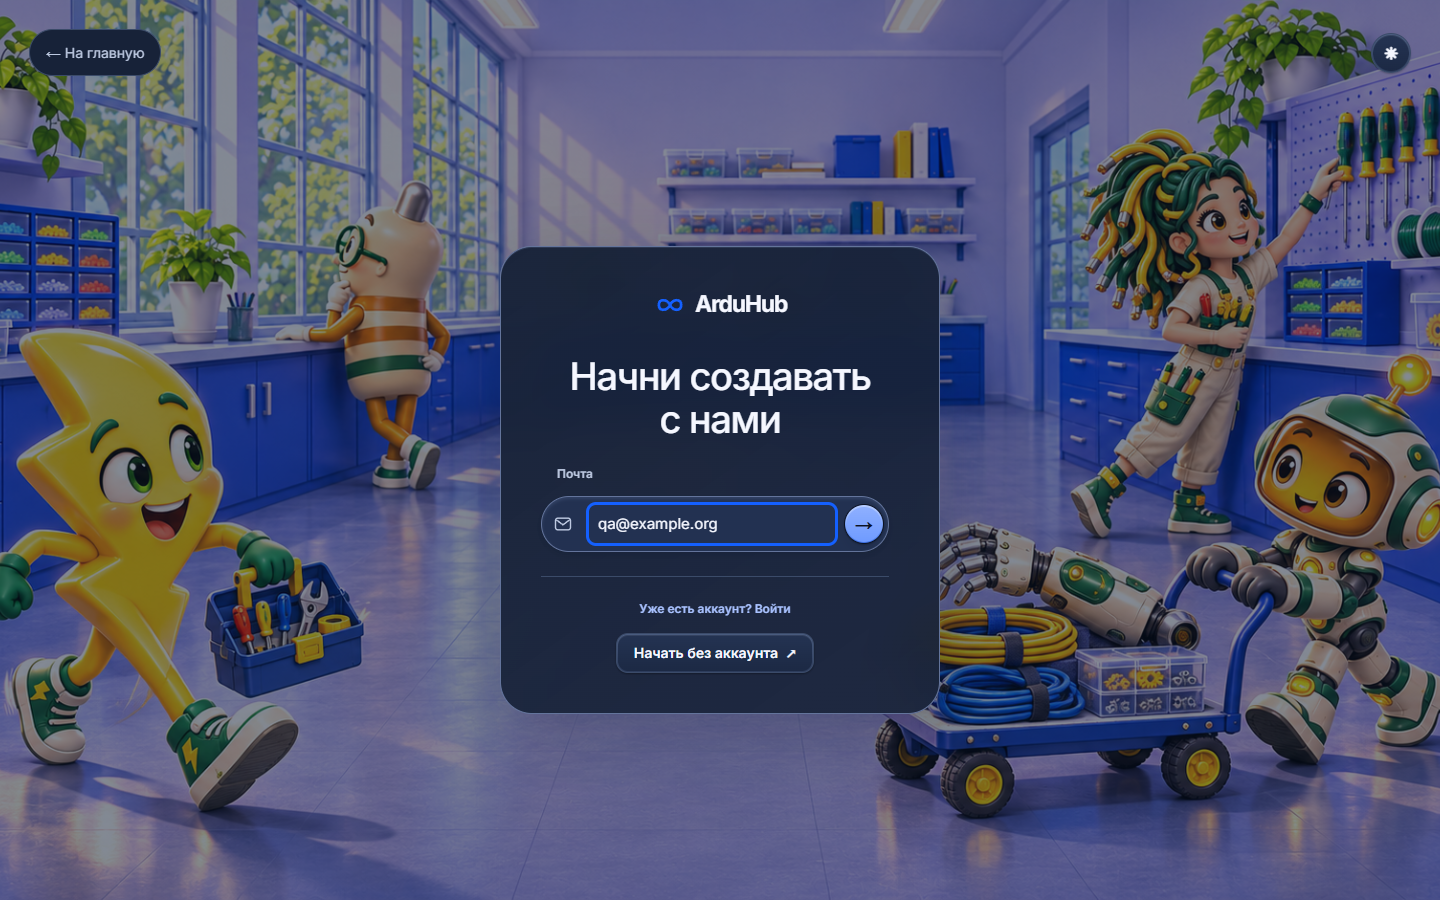 ← На главную
ArduHub
Начни создавать
с нами
Почта
qa@example.org
→
Уже есть аккаунт? Войти
Начать без аккаунта ↗